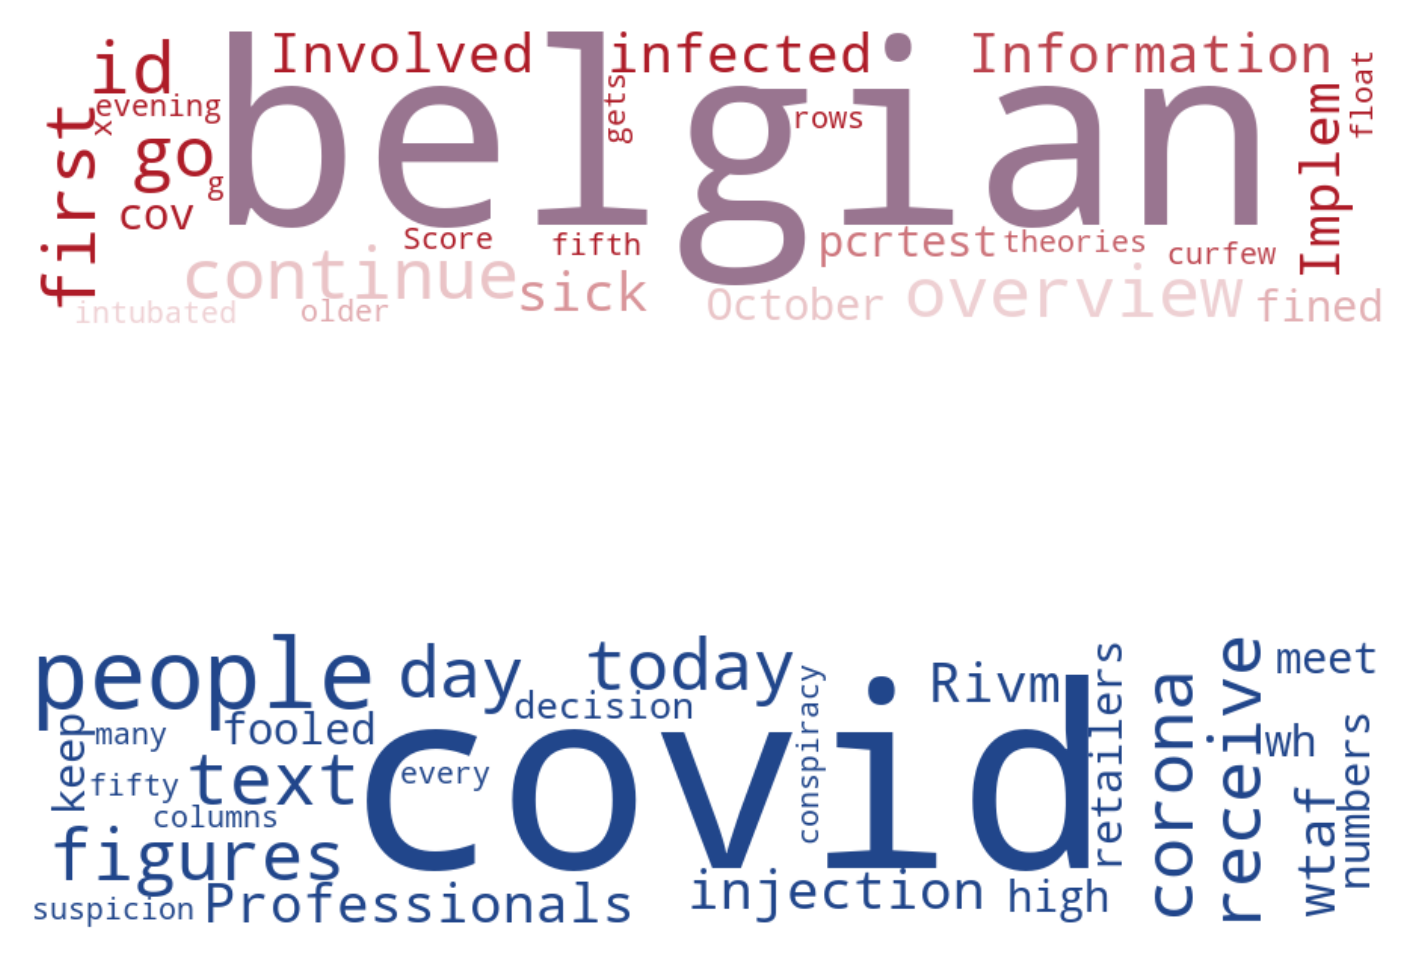 id Involved infected Information
float
evening
x
gets
rows
first
go
belgian
Implem
g
cov
Score fifth pcrtest theories curfew
continue sick October overview fined
intubated older
people day today Rivm retailers meet
decision
conspiracy
corona
receive
keep many fooled wh
numbers
fifty text every covid
columns
wtaf
figures
suspicion Professionals injection high